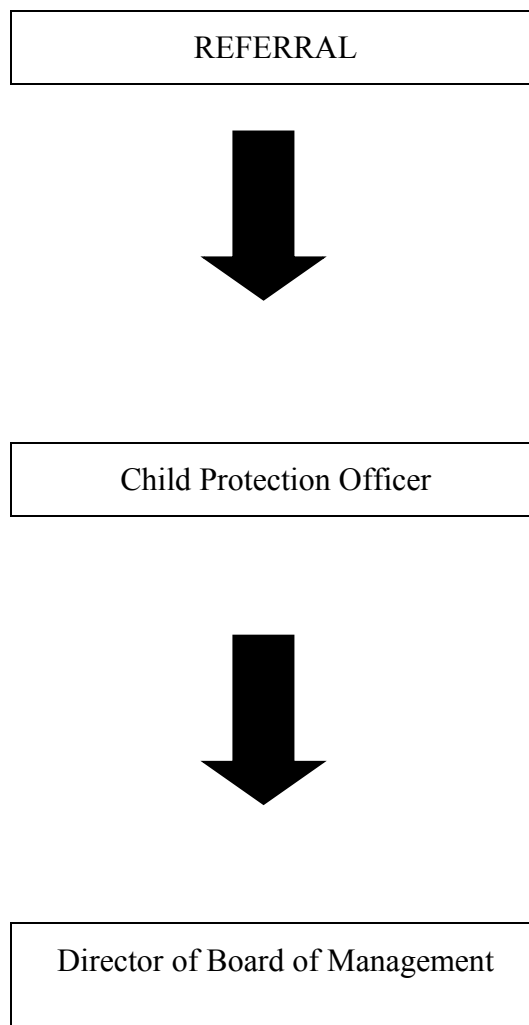 REFERRAL
Child Protection Officer
Director of Board of Management